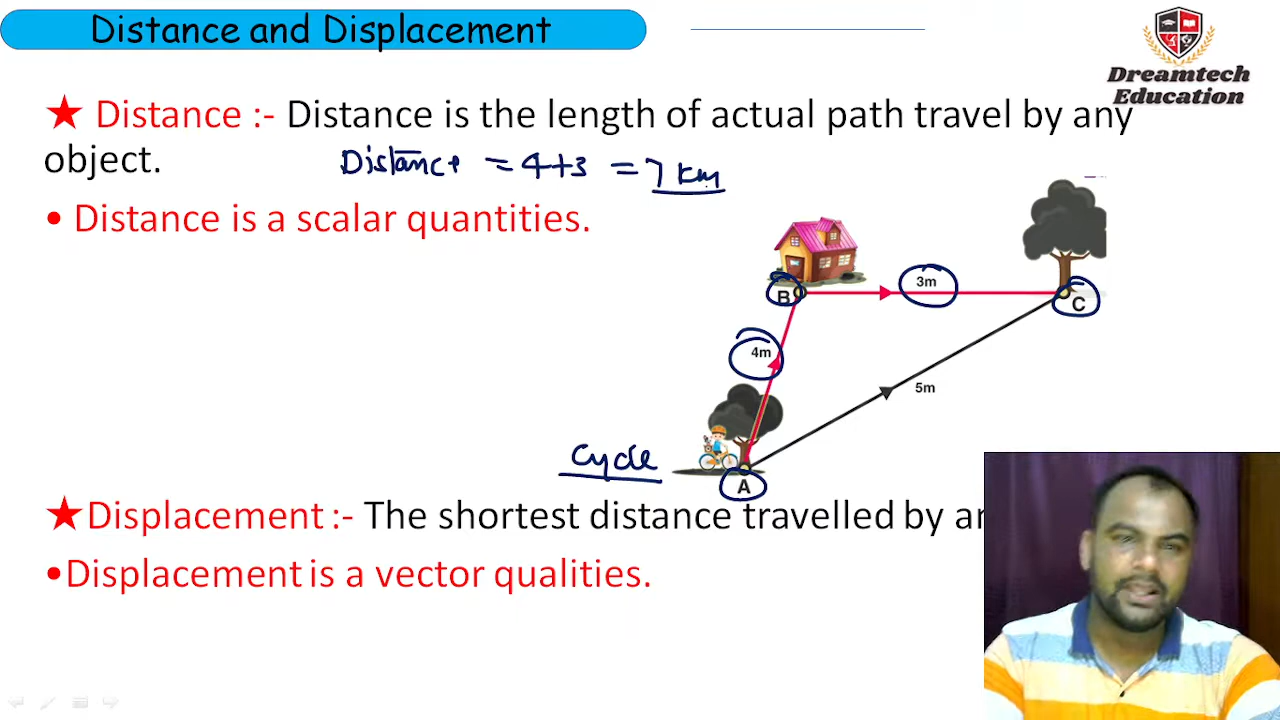 Distance and Displacement
Dreamtech
Education
★ Distance :- Distance is the length of actual path travel by any
object.
Distance = 4+3 = 7 km
• Distance is a scalar quantities.
B
3m
C
4m
5m
Cycle
A
★Displacement :- The shortest distance travelled by an
•Displacement is a vector qualities.